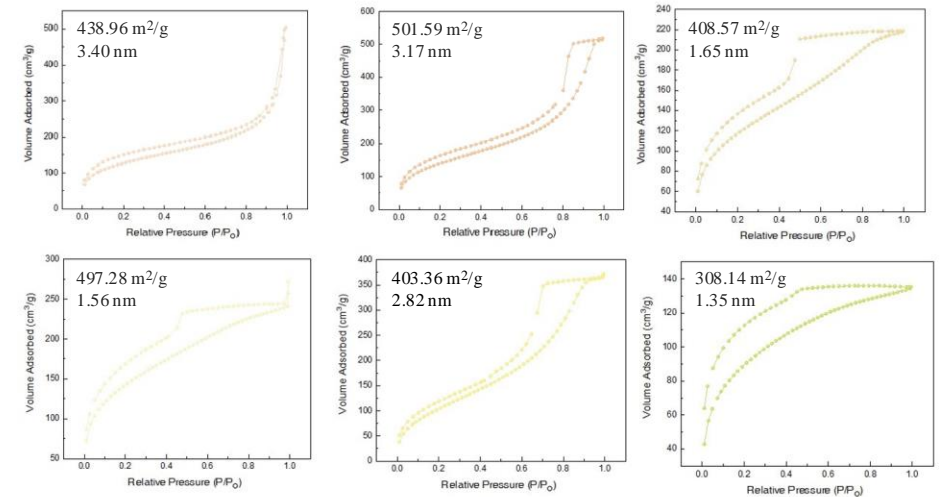 438.96 m²/g
3.40 nm
500
400
300
200
100
0
0.0 0.2 0.4 0.6 0.8 1.0
Volume Adsorbed (cm³/g)
Relative Pressure (P/P₀)
501.59 m²/g
3.17 nm
600
500
400
300
200
100
0
0.0 0.2 0.4 0.6 0.8 1.0
Volume Adsorbed (cm³/g)
Relative Pressure (P/P₀)
408.57 m²/g
1.65 nm
240
220
200
180
160
140
120
100
80
60
40
0.0 0.2 0.4 0.6 0.8 1.0
Volume Adsorbed (cm³/g)
Relative Pressure (P/P₀)
497.28 m²/g
1.56 nm
300
250
200
150
100
50
0.0 0.2 0.4 0.6 0.8 1.0
Volume Adsorbed (cm³/g)
Relative Pressure (P/P₀)
403.36 m²/g
2.82 nm
400
350
300
250
200
150
100
50
0
0.0 0.2 0.4 0.6 0.8 1.0
Volume Adsorbed (cm³/g)
Relative Pressure (P/P₀)
308.14 m²/g
1.35 nm
140
120
100
80
60
40
0.0 0.2 0.4 0.6 0.8 1.0
Volume Adsorbed (cm³/g)
Relative Pressure (P/P₀)